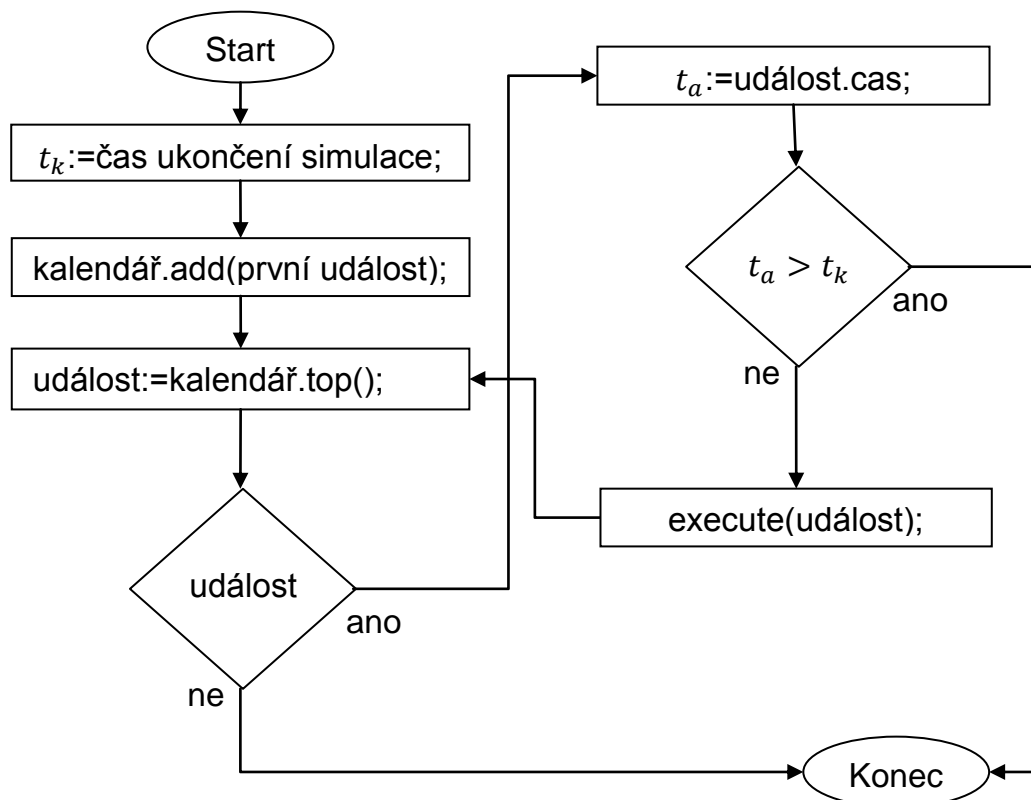 Start
t_k:=čas ukončení simulace;
kalendář.add(první událost);
událost:=kalendář.top();
událost
ano
ne
t_a:=událost.cas;
t_a > t_k
ano
ne
execute(událost);
Konec